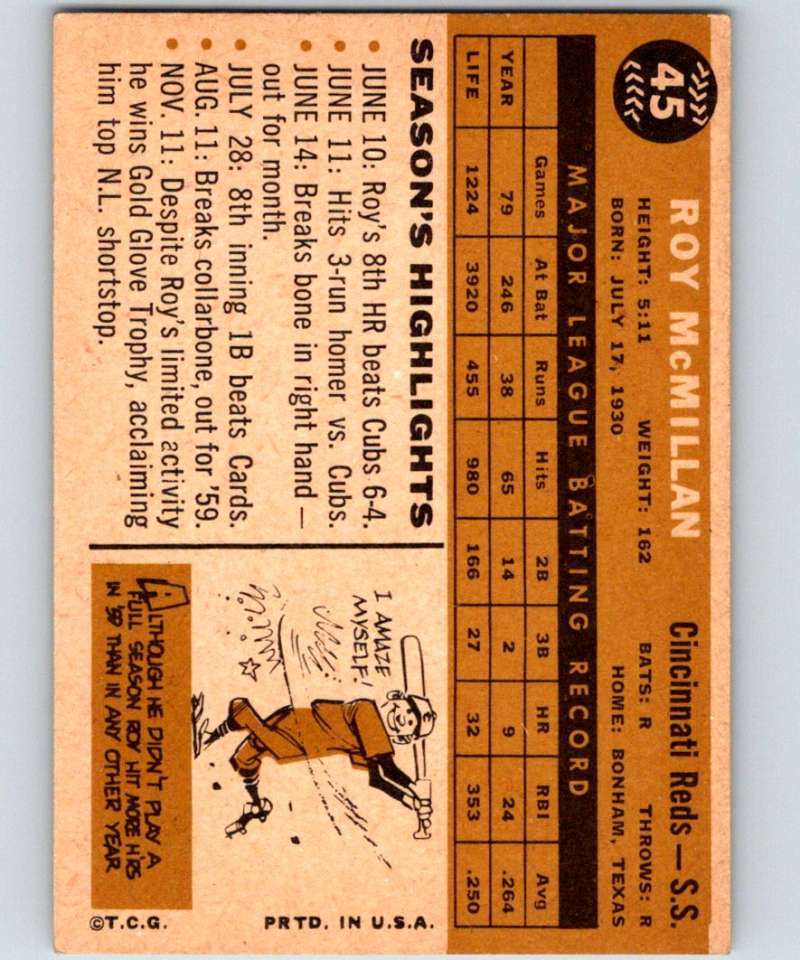 45
ROY McMILLAN Cincinnati Reds — S.S.
HEIGHT: 5:11 WEIGHT: 162 BATS: R THROWS: R
BORN: JULY 17, 1930 HOME: BONHAM, TEXAS
MAJOR LEAGUE BATTING RECORD
Games At Bat Runs Hits 2B 3B HR RBI Avg
YEAR 79 246 38 65 14 2 9 24 .264
LIFE 1224 3920 455 980 166 27 32 353 .250
SEASON'S HIGHLIGHTS
• JUNE 10: Roy's 8th HR beats Cubs 6-4.
• JUNE 11: Hits 3-run homer vs. Cubs.
• JUNE 14: Breaks bone in right hand —
out for month.
• JULY 28: 8th inning 1B beats Cards.
• AUG. 11: Breaks collarbone, out for '59.
• NOV. 11: Despite Roy's limited activity
he wins Gold Glove Trophy, acclaiming
him top N.L. shortstop.
I AMAZE
MYSELF!
ALTHOUGH HE DIDN'T PLAY A
FULL SEASON ROY HIT MORE HRS
IN '59 THAN IN ANY OTHER YEAR
©T.C.G. PRTD. IN U.S.A.